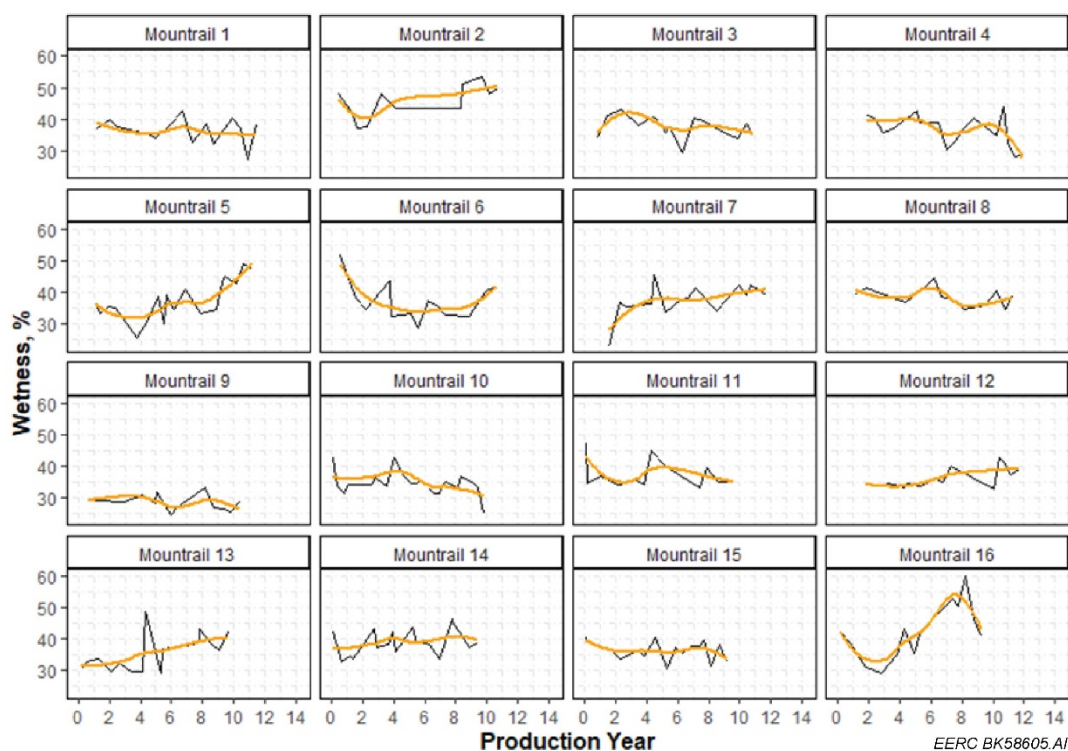 Mountrail 1 Mountrail 2 Mountrail 3 Mountrail 4
60
50
40
30
Mountrail 5 Mountrail 6 Mountrail 7 Mountrail 8
60
50
40
30
Wetness, %
Mountrail 9 Mountrail 10 Mountrail 11 Mountrail 12
60
50
40
30
Mountrail 13 Mountrail 14 Mountrail 15 Mountrail 16
60
50
40
30
0 2 4 6 8 10 12 14 0 2 4 6 8 10 12 14 0 2 4 6 8 10 12 14 0 2 4 6 8 10 12 14
Production Year
EERC BK58605.AI